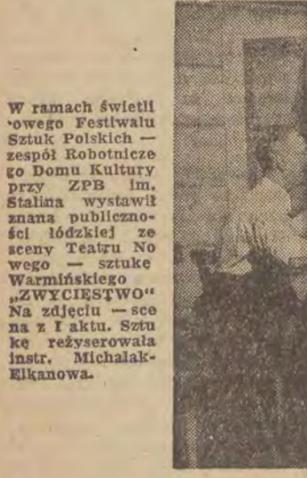 W ramach świetli
owego Festiwalu
Sztuk Polskich —
zespół Robotnicze
go Domu Kultury
przy ZPB im.
Stalina wystawił
znaną publiczno-
ści łódzkiej ze
sceny Teatru No
wego — sztukę
Warmińskiego
„ZWYCIĘSTWO"
Na zdjęciu — sce
na z I aktu. Sztu
kę reżyserowała
instr. Michalak-
Elkanowa.